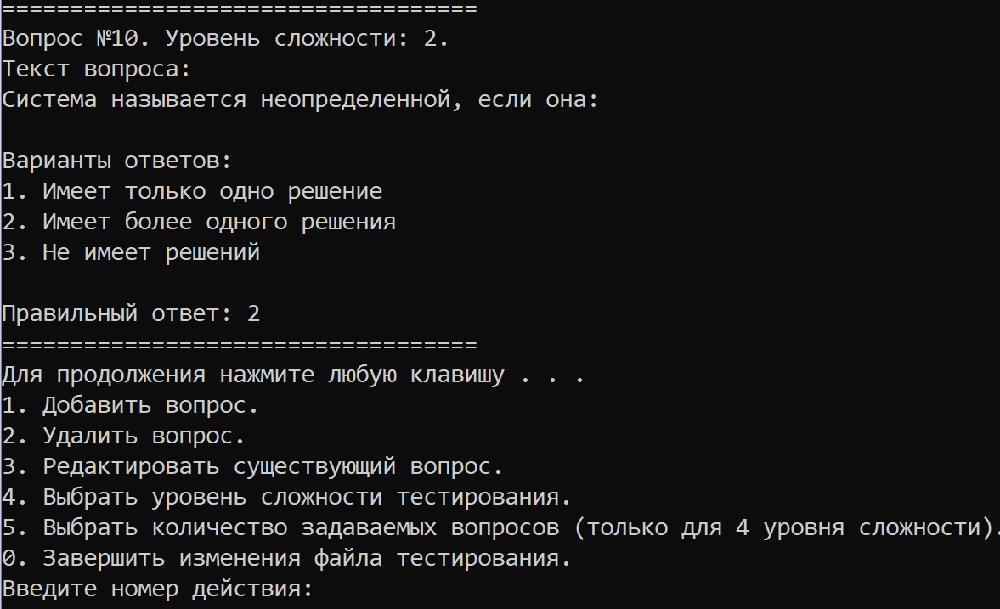 ===================================
Вопрос №10. Уровень сложности: 2.
Текст вопроса:
Система называется неопределенной, если она:
Варианты ответов:
1. Имеет только одно решение
2. Имеет более одного решения
3. Не имеет решений
Правильный ответ: 2
===================================
Для продолжения нажмите любую клавишу . . .
1. Добавить вопрос.
2. Удалить вопрос.
3. Редактировать существующий вопрос.
4. Выбрать уровень сложности тестирования.
5. Выбрать количество задаваемых вопросов (только для 4 уровня сложности).
0. Завершить изменения файла тестирования.
Введите номер действия: